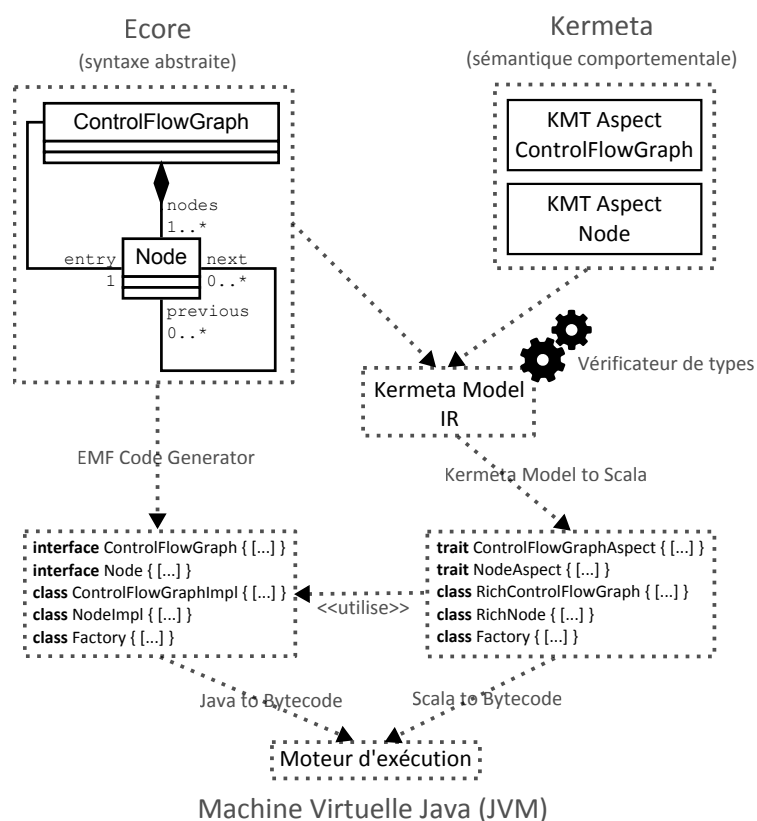 Ecore
(syntaxe abstraite)
Kermeta
(sémantique comportementale)
ControlFlowGraph
nodes
1..*
entry
1
Node
next
0..*
previous
0..*
KMT Aspect
ControlFlowGraph
KMT Aspect
Node
Vérificateur de types
Kermeta Model
IR
EMF Code Generator
Kermeta Model to Scala
interface ControlFlowGraph { [...] }
interface Node { [...] }
class ControlFlowGraphImpl { [...] }
class NodeImpl { [...] }
class Factory { [...] }
<<utilise>>
trait ControlFlowGraphAspect { [...] }
trait NodeAspect { [...] }
class RichControlFlowGraph { [...] }
class RichNode { [...] }
class Factory { [...] }
Java to Bytecode
Scala to Bytecode
Moteur d'exécution
Machine Virtuelle Java (JVM)